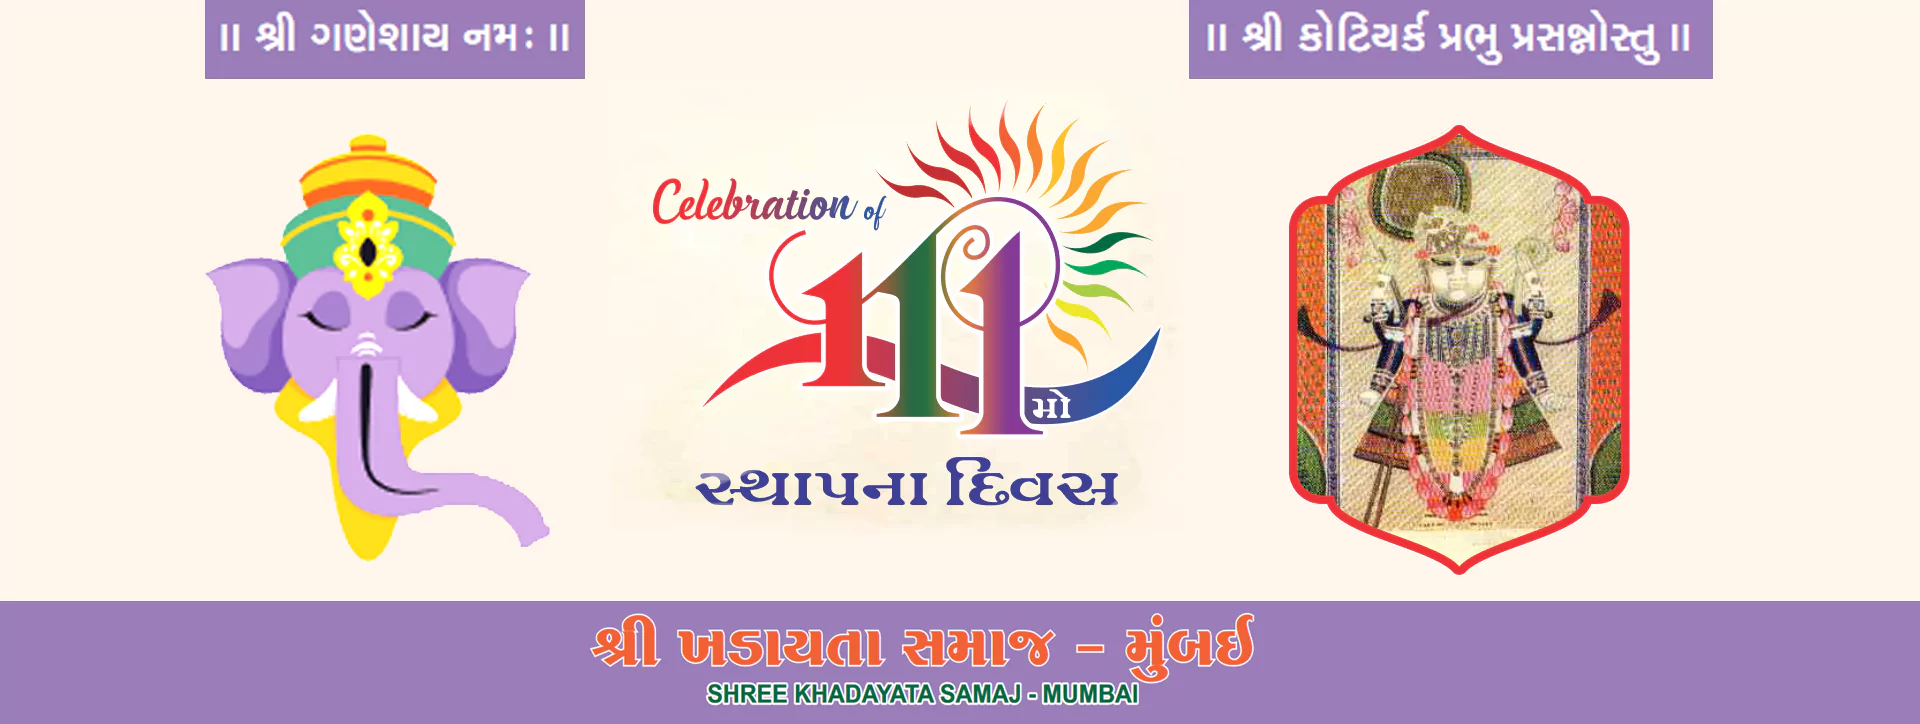 ॥ શ્રી ગણેશાય નમઃ ॥
॥ શ્રી કોટિયર્ક પ્રભુ પ્રસન્નોસ્તુ ॥
Celebration of
111
મો
સ્થાપના દિવસ
શ્રી ખડાયતા સમાજ - મુંબઈ
SHREE KHADAYATA SAMAJ - MUMBAI